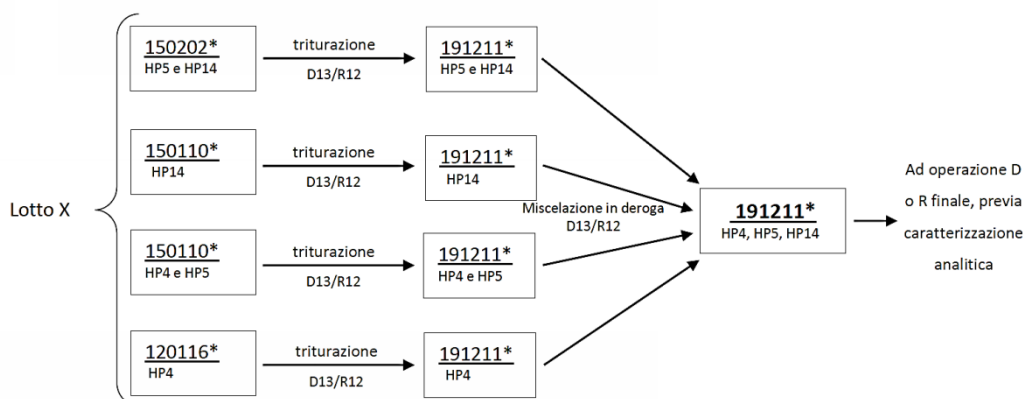 Lotto X
150202*
HP5 e HP14
triturazione
D13/R12
191211*
HP5 e HP14
150110*
HP14
triturazione
D13/R12
191211*
HP14
150110*
HP4 e HP5
triturazione
D13/R12
191211*
HP4 e HP5
120116*
HP4
triturazione
D13/R12
191211*
HP4
Miscelazione in deroga
D13/R12
191211*
HP4, HP5, HP14
Ad operazione D
o R finale, previa
caratterizzazione
analitica